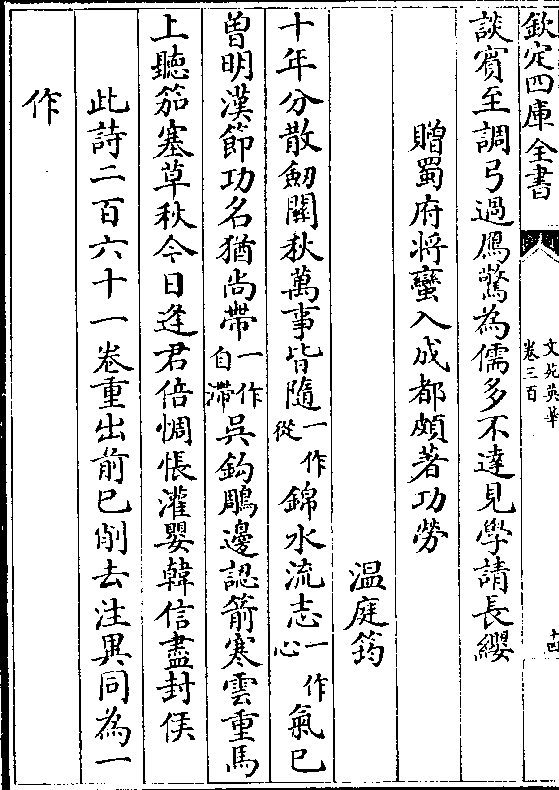 欽定四庫全書
文苑英華
卷三百
十四
談賓至調弓過鴈驚為儒多不達見學請長纓
贈蜀府將蠻入成都頗著功勞
温庭筠
十年分散劔關秋萬事皆隨一作從錦水流志一作心氣已
曽明漢節功名猶尚帶一作自滯吳鈎鵰邊認箭寒雲重馬
上聽笳塞草秋今日逢君倍惆悵灌嬰韓信盡封侯
此詩二百六十一卷重出前已削去注異同為一
作